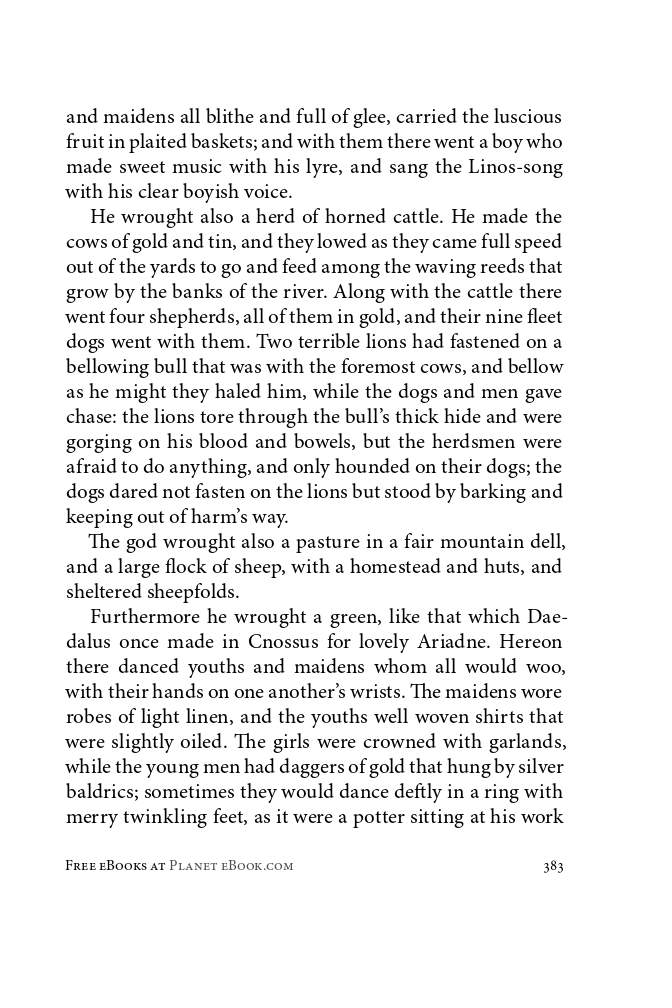 and maidens all blithe and full of glee, carried the luscious
fruit in plaited baskets; and with them there went a boy who
made sweet music with his lyre, and sang the Linos-song
with his clear boyish voice.
He wrought also a herd of horned cattle. He made the
cows of gold and tin, and they lowed as they came full speed
out of the yards to go and feed among the waving reeds that
grow by the banks of the river. Along with the cattle there
went four shepherds, all of them in gold, and their nine fleet
dogs went with them. Two terrible lions had fastened on a
bellowing bull that was with the foremost cows, and bellow
as he might they haled him, while the dogs and men gave
chase: the lions tore through the bull’s thick hide and were
gorging on his blood and bowels, but the herdsmen were
afraid to do anything, and only hounded on their dogs; the
dogs dared not fasten on the lions but stood by barking and
keeping out of harm’s way.
The god wrought also a pasture in a fair mountain dell,
and a large flock of sheep, with a homestead and huts, and
sheltered sheepfolds.
Furthermore he wrought a green, like that which Dae-
dalus once made in Cnossus for lovely Ariadne. Hereon
there danced youths and maidens whom all would woo,
with their hands on one another’s wrists. The maidens wore
robes of light linen, and the youths well woven shirts that
were slightly oiled. The girls were crowned with garlands,
while the young men had daggers of gold that hung by silver
baldrics; sometimes they would dance deftly in a ring with
merry twinkling feet, as it were a potter sitting at his work
Free eBooks at Planet eBook.com 383